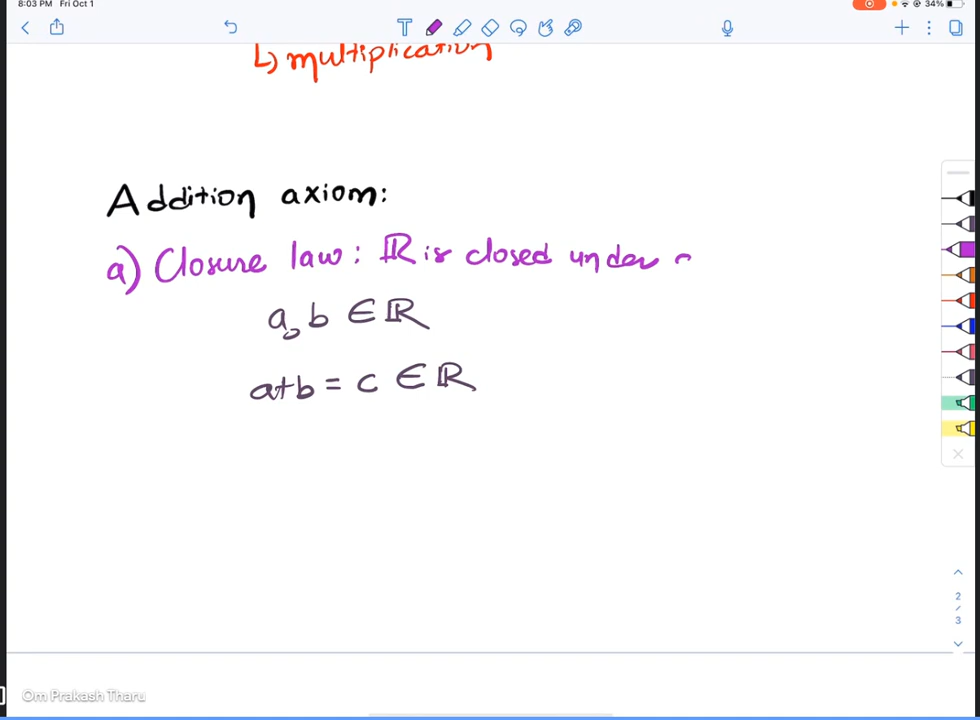 8:03 PM Fri Oct 1
34%
↳ multiplication
Addition axiom:
a) Closure law: ℝ is closed under
a, b ∈ ℝ
a+b = c ∈ ℝ
2
/
3
Om Prakash Tharu